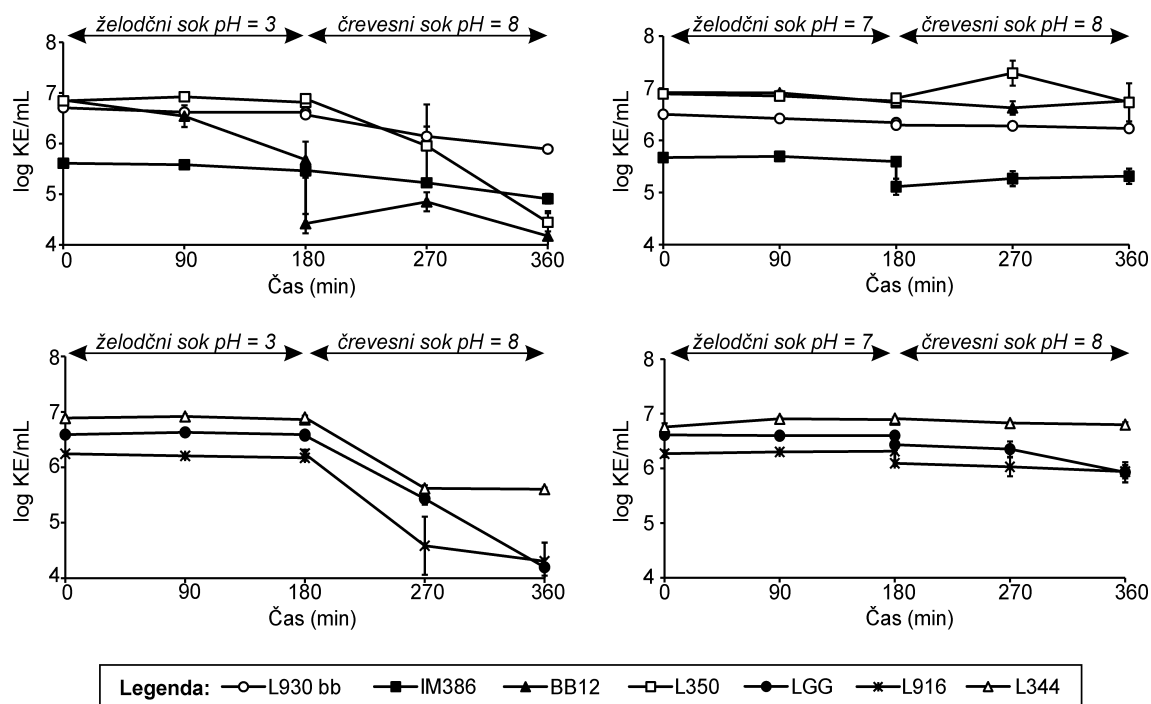 želodčni sok pH = 3 črevesni sok pH = 8
8
7
6
5
4
log KE/mL
0 90 180 270 360
Čas (min)
želodčni sok pH = 7 črevesni sok pH = 8
8
7
6
5
4
log KE/mL
0 90 180 270 360
Čas (min)
želodčni sok pH = 3 črevesni sok pH = 8
8
7
6
5
4
log KE/mL
0 90 180 270 360
Čas (min)
želodčni sok pH = 7 črevesni sok pH = 8
8
7
6
5
4
log KE/mL
0 90 180 270 360
Čas (min)
Legenda: L930 bb IM386 BB12 L350 LGG L916 L344